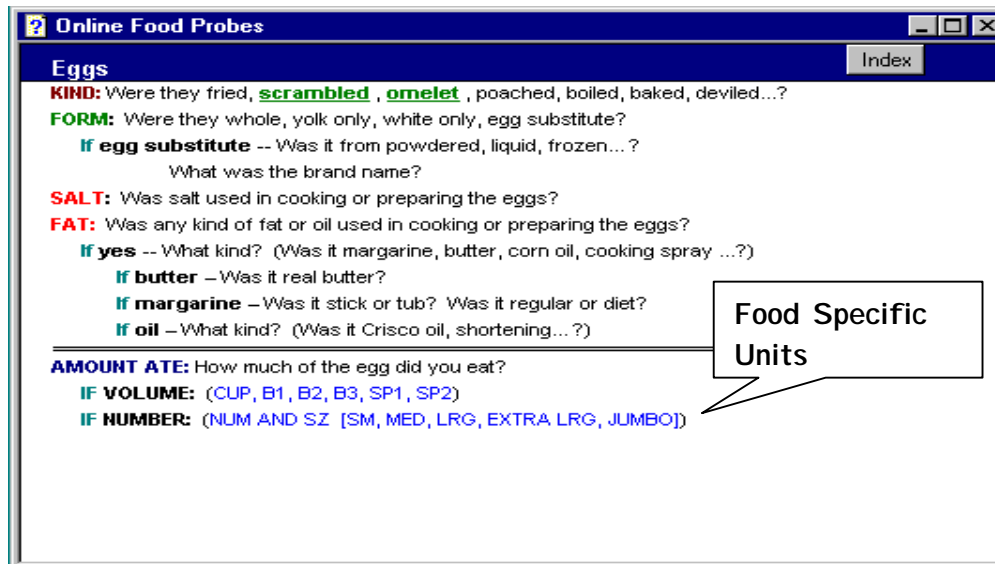 Online Food Probes
Eggs
Index
KIND: Were they fried, scrambled , omelet , poached, boiled, baked, deviled...?
FORM: Were they whole, yolk only, white only, egg substitute?
If egg substitute -- Was it from powdered, liquid, frozen...?
What was the brand name?
SALT: Was salt used in cooking or preparing the eggs?
FAT: Was any kind of fat or oil used in cooking or preparing the eggs?
If yes -- What kind? (Was it margarine, butter, corn oil, cooking spray ...?)
If butter – Was it real butter?
If margarine – Was it stick or tub? Was it regular or diet?
If oil – What kind? (Was it Crisco oil, shortening...?)
Food Specific
Units
AMOUNT ATE: How much of the egg did you eat?
IF VOLUME: (CUP, B1, B2, B3, SP1, SP2)
IF NUMBER: (NUM AND SZ [SM, MED, LRG, EXTRA LRG, JUMBO])